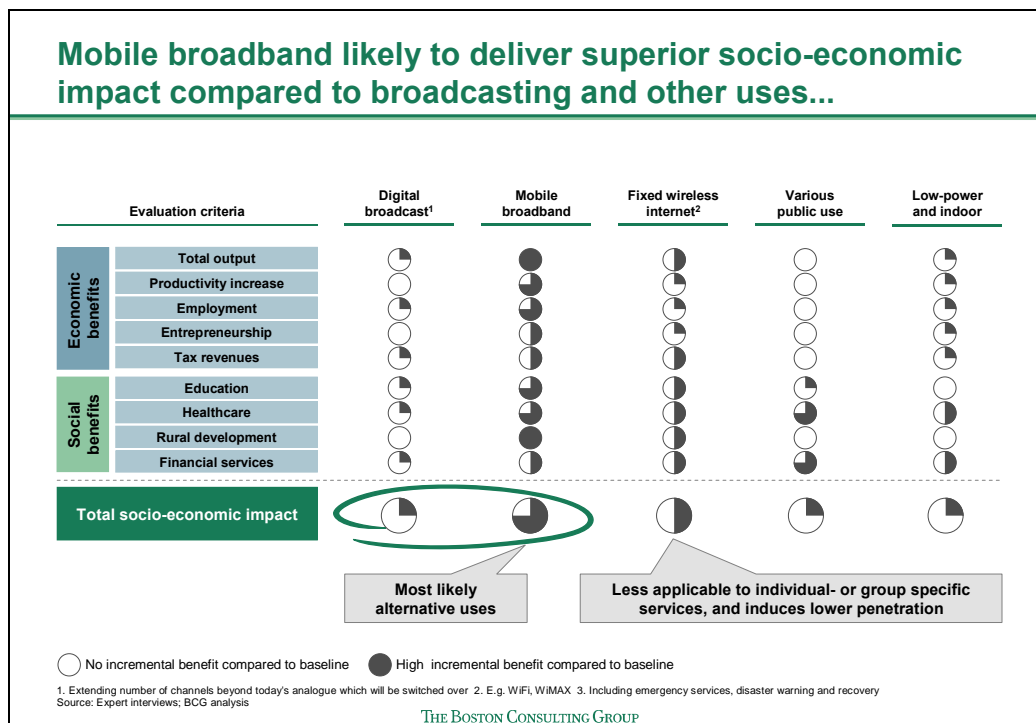 Mobile broadband likely to deliver superior socio-economic
impact compared to broadcasting and other uses...
Evaluation criteria
Digital
broadcast1
Mobile
broadband
Fixed wireless
internet2
Various
public use
Low-power
and indoor
Economic
benefits
Total output
Productivity increase
Employment
Entrepreneurship
Tax revenues
Social
benefits
Education
Healthcare
Rural development
Financial services
Total socio-economic impact
Most likely
alternative uses
Less applicable to individual- or group specific
services, and induces lower penetration
No incremental benefit compared to baseline
High incremental benefit compared to baseline
1. Extending number of channels beyond today's analogue which will be switched over 2. E.g. WiFi, WiMAX 3. Including emergency services, disaster warning and recovery
Source: Expert interviews; BCG analysis
THE BOSTON CONSULTING GROUP